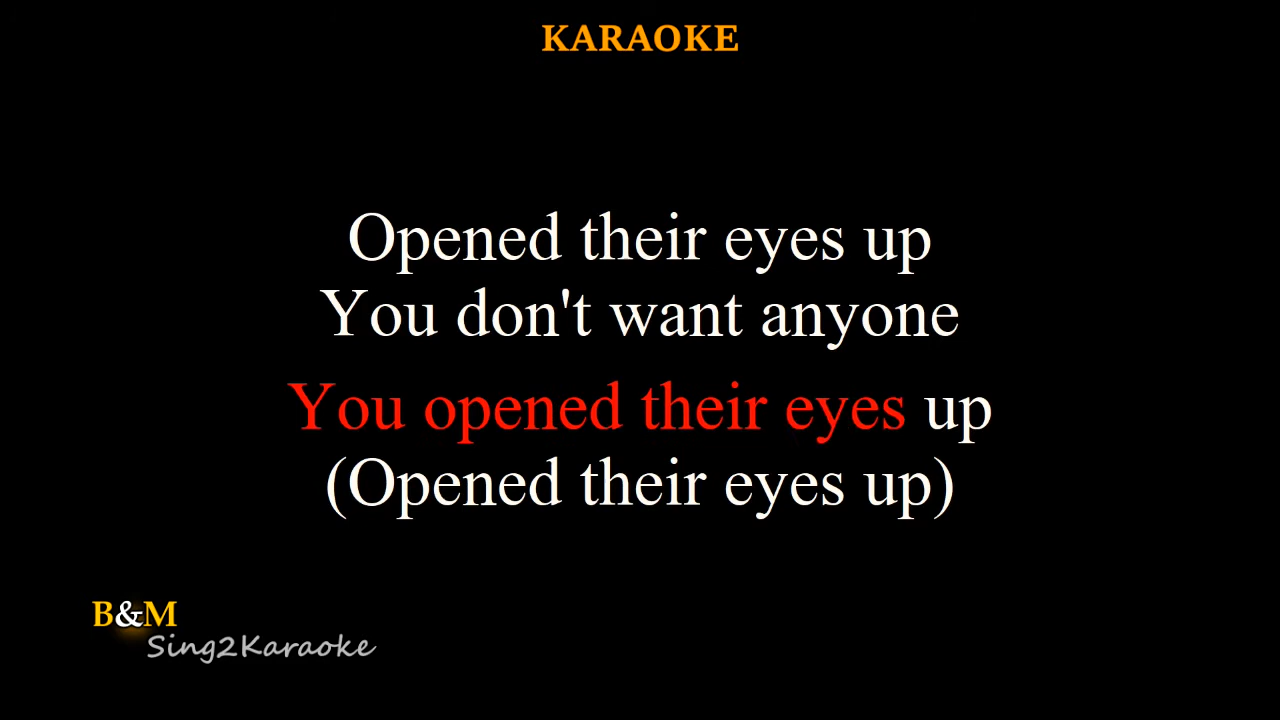 KARAOKE
Opened their eyes up
You don't want anyone
You opened their eyes up
(Opened their eyes up)
B&M
Sing2Karaoke